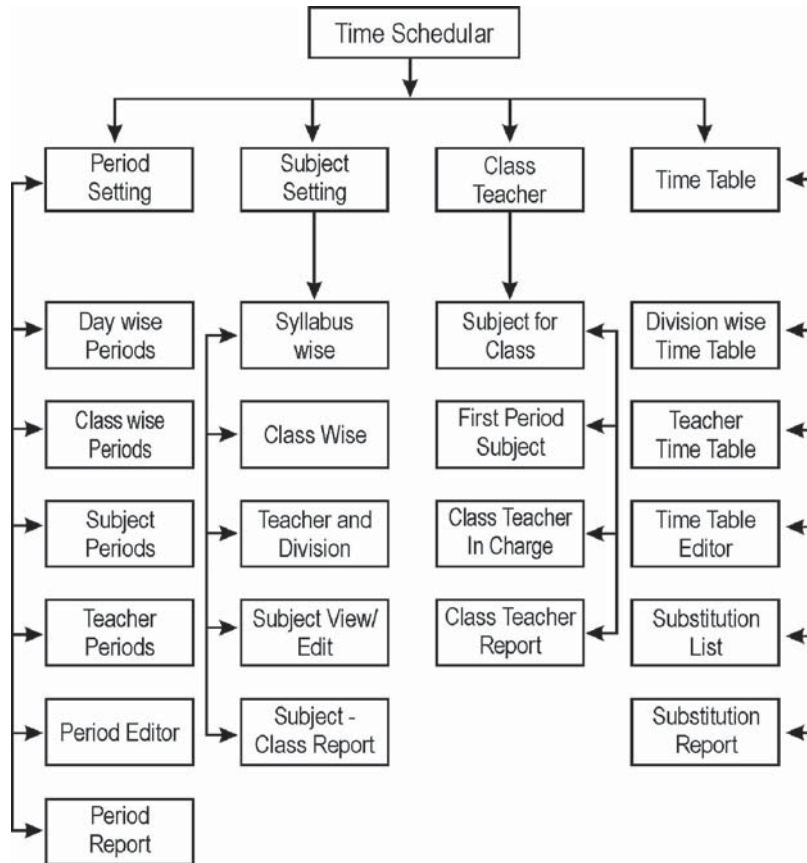 Time Schedular
Period
Setting
Subject
Setting
Class
Teacher
Time Table
Day wise
Periods
Syllabus
wise
Subject for
Class
Division wise
Time Table
Class wise
Periods
Class Wise
First Period
Subject
Teacher
Time Table
Subject
Periods
Teacher and
Division
Class Teacher
In Charge
Time Table
Editor
Teacher
Periods
Subject View/
Edit
Class Teacher
Report
Substitution
List
Period Editor
Subject -
Class Report
Substitution
Report
Period
Report